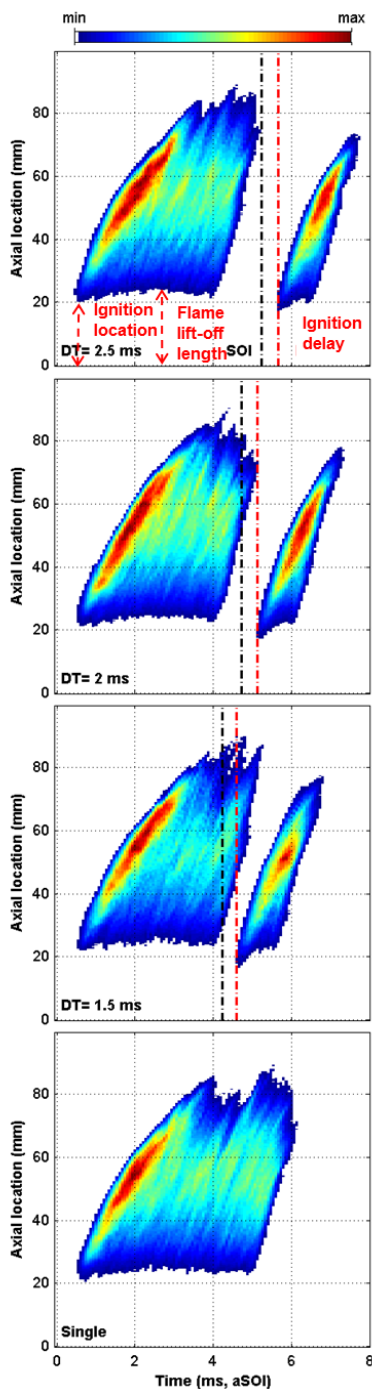 min
max
80
60
40
20
0
Axial location (mm)
Ignition
location
Flame
lift-off
length
SOI
Ignition
delay
DT= 2.5 ms
80
60
40
20
0
Axial location (mm)
DT= 2 ms
80
60
40
20
0
Axial location (mm)
DT= 1.5 ms
80
60
40
20
0
Axial location (mm)
Single
0
2
4
6
8
Time (ms, aSOI)